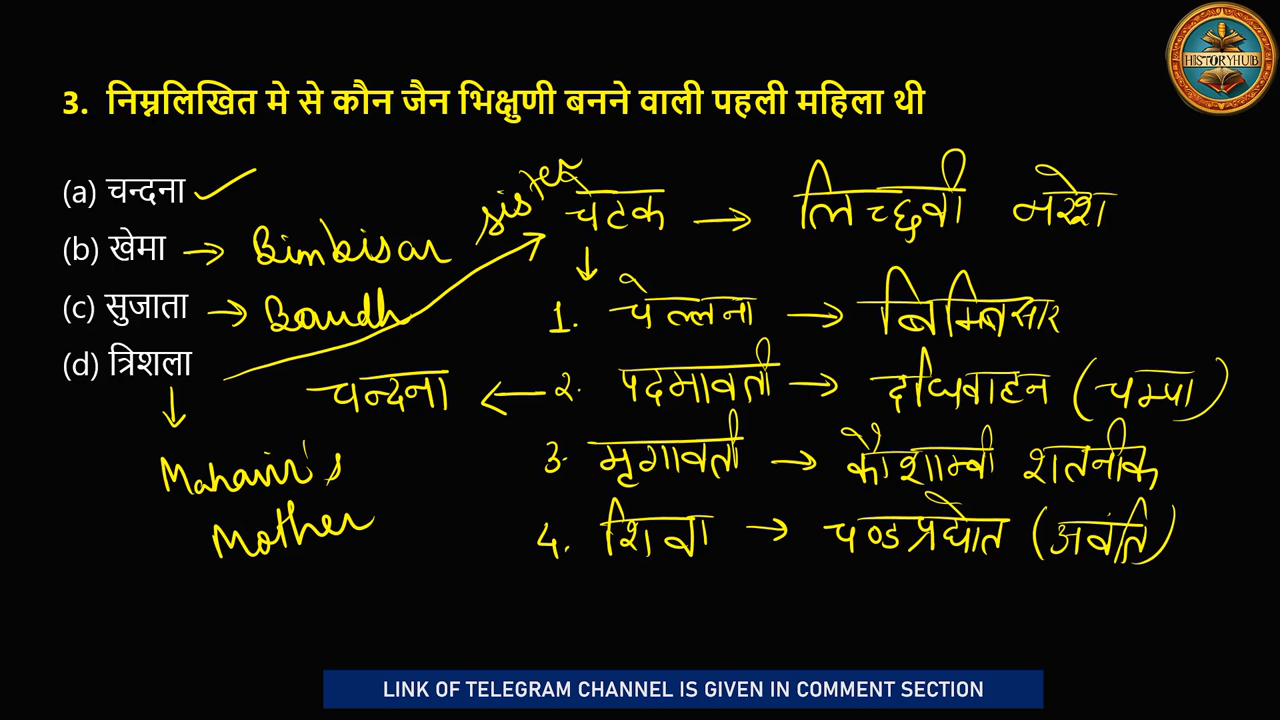 HISTORYHUB
3. निम्नलिखित मे से कौन जैन भिक्षुणी बनने वाली पहली महिला थी
(a) चन्दना
(b) खेमा → Bimbisar
(c) सुजाता → Baudh
(d) त्रिशला
Mahavir's
Mother
sister
चेटक → लिच्छवी नरेश
1. चेल्लना → बिम्बिसार
चन्दना ← 2. पदमावती → दधिवाहन (चम्पा)
3. मृगावती → कौशाम्बी शतनीक
4. शिवा → चण्डप्रद्योत (अवंति)
LINK OF TELEGRAM CHANNEL IS GIVEN IN COMMENT SECTION